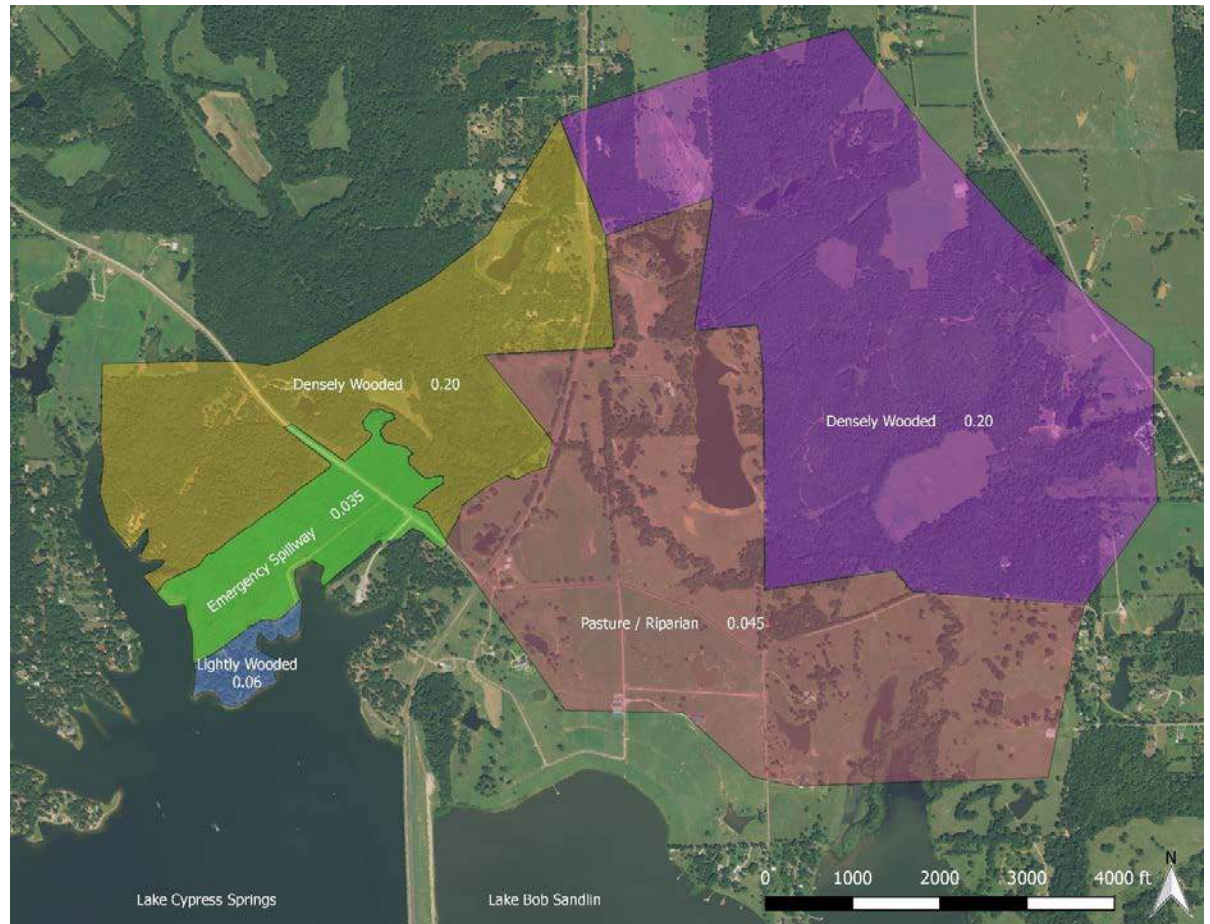 Densely Wooded 0.20
Densely Wooded 0.20
Emergency Spillway 0.035
Pasture / Riparian 0.045
Lightly Wooded
0.06
N
0 1000 2000 3000 4000 ft
Lake Cypress Springs
Lake Bob Sandlin